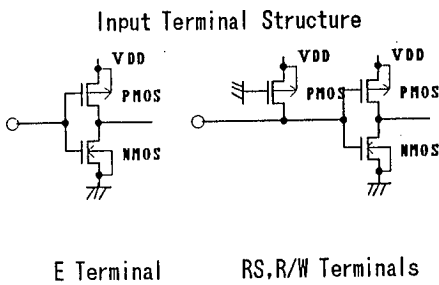 Input Terminal Structure
VDD
PMOS
NMOS
VDD
PMOS
VDD
PMOS
NMOS
E Terminal
RS,R/W Terminals